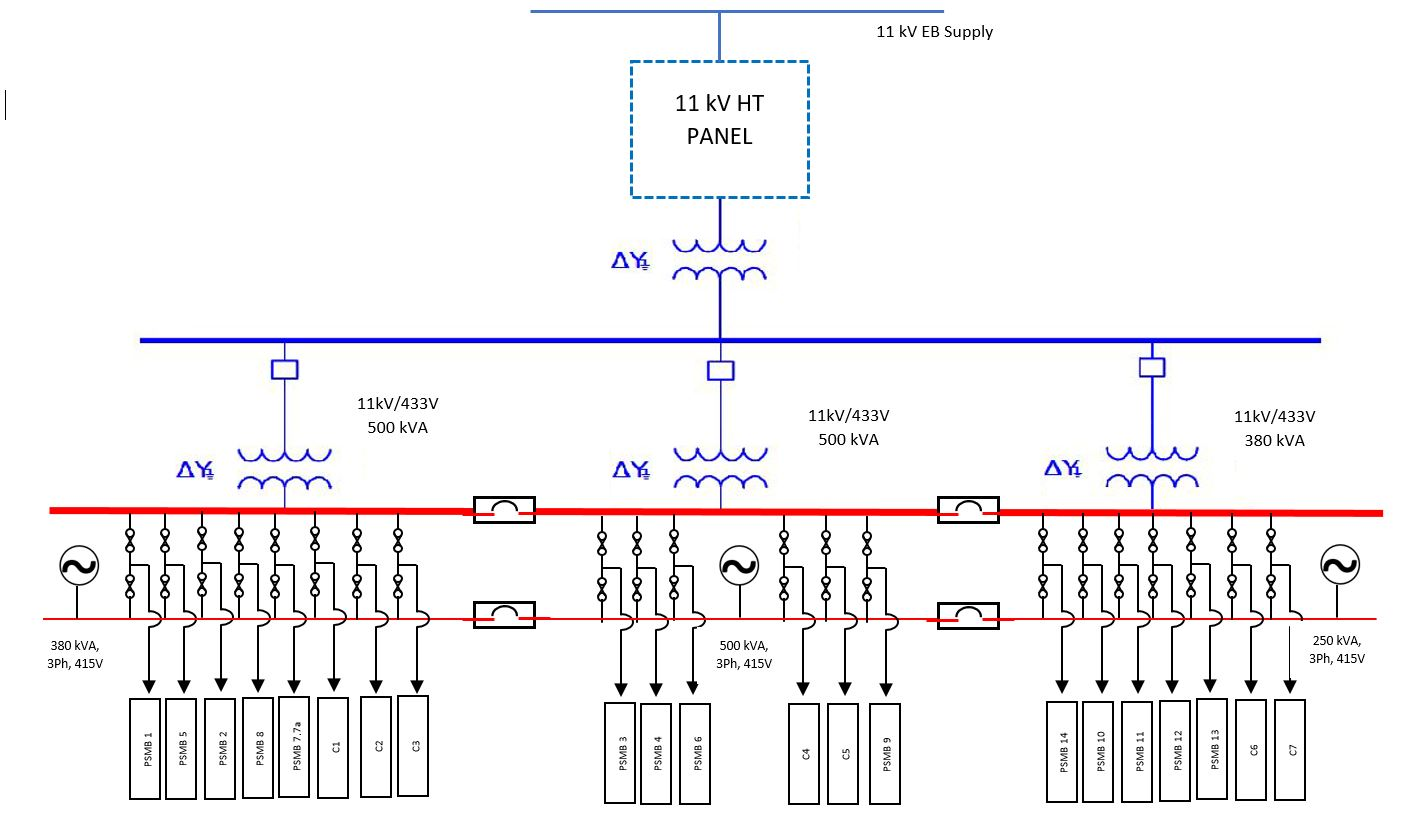 11 kV EB Supply
11 kV HT
PANEL
ΔY
11kV/433V
500 kVA
11kV/433V
500 kVA
11kV/433V
380 kVA
ΔY
ΔY
ΔY
380 kVA,
3Ph, 415V
500 kVA,
3Ph, 415V
250 kVA,
3Ph, 415V
PSMB 1
PSMB 5
PSMB 2
PSMB 8
PSMB 7.7a
C1
C2
C3
PSMB 3
PSMB 4
PSMB 6
C4
C5
PSMB 9
PSMB 14
PSMB 10
PSMB 11
PSMB 12
PSMB 13
C6
C7